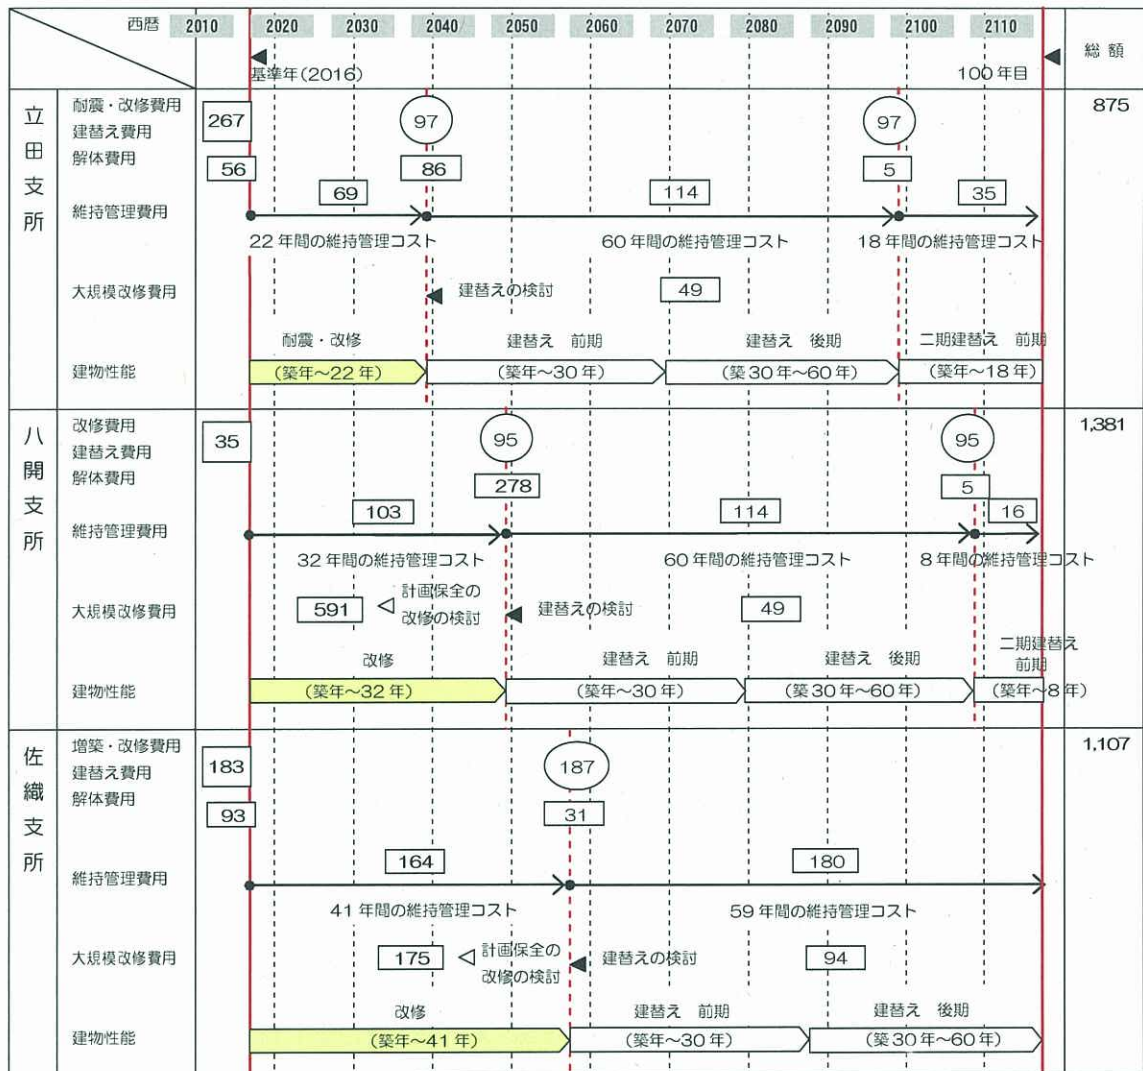 西暦 2010 2020 2030 2040 2050 2060 2070 2080 2090 2100 2110 総額
基準年(2016) 100年目
立田支所
耐震・改修費用 875
267 97 97
建替え費用
解体費用
56 86 5
69 114 35
維持管理費用
22年間の維持管理コスト 60年間の維持管理コスト 18年間の維持管理コスト
大規模改修費用 建替えの検討 49
耐震・改修 建替え 前期 建替え 後期 二期建替え 前期
建物性能 (築年～22年) (築年～30年) (築30年～60年) (築年～18年)
八開支所
改修費用 1,381
35 95 95
建替え費用
解体費用 278 5
103 114 16
維持管理費用
32年間の維持管理コスト 60年間の維持管理コスト 8年間の維持管理コスト
計画保全の
大規模改修費用 591 建替えの検討 49
改修の検討
二期建替え
改修 建替え 前期 建替え 後期 前期
建物性能 (築年～32年) (築年～30年) (築30年～60年) (築年～8年)
佐織支所
増築・改修費用 1,107
183 187
建替え費用
解体費用
93 31
164 180
維持管理費用
41年間の維持管理コスト 59年間の維持管理コスト
計画保全の
大規模改修費用 175 建替えの検討 94
改修の検討
改修 建替え 前期 建替え 後期
建物性能 (築年～41年) (築年～30年) (築30年～60年)